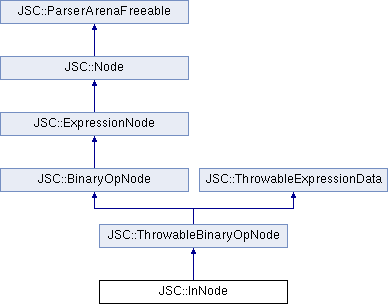 JSC::ParserArenaFreeable
JSC::Node
JSC::ExpressionNode
JSC::BinaryOpNode
JSC::ThrowableExpressionData
JSC::ThrowableBinaryOpNode
JSC::InNode